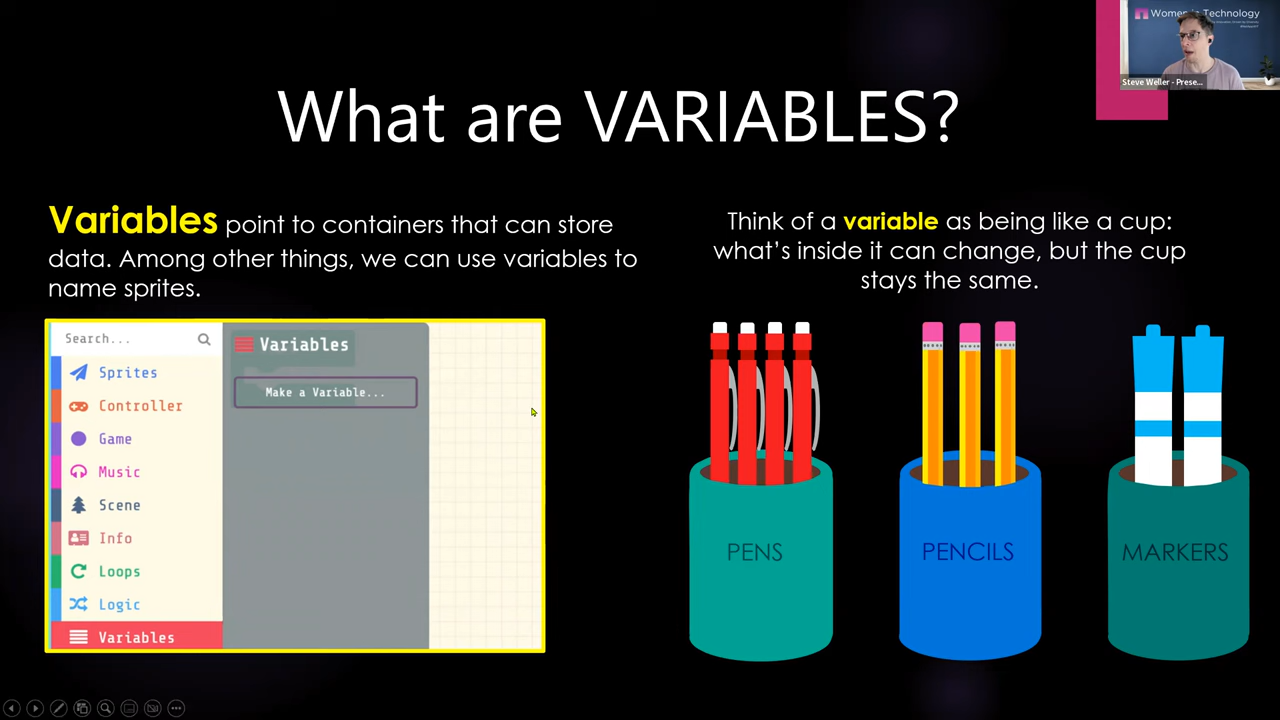 Women in Technology
Steve Weller - Prese...
What are VARIABLES?
Variables point to containers that can store
data. Among other things, we can use variables to
name sprites.
Think of a variable as being like a cup:
what's inside it can change, but the cup
stays the same.
Search...
Sprites
Controller
Game
Music
Scene
Info
Loops
Logic
Variables
Variables
Make a Variable...
PENS
PENCILS
MARKERS